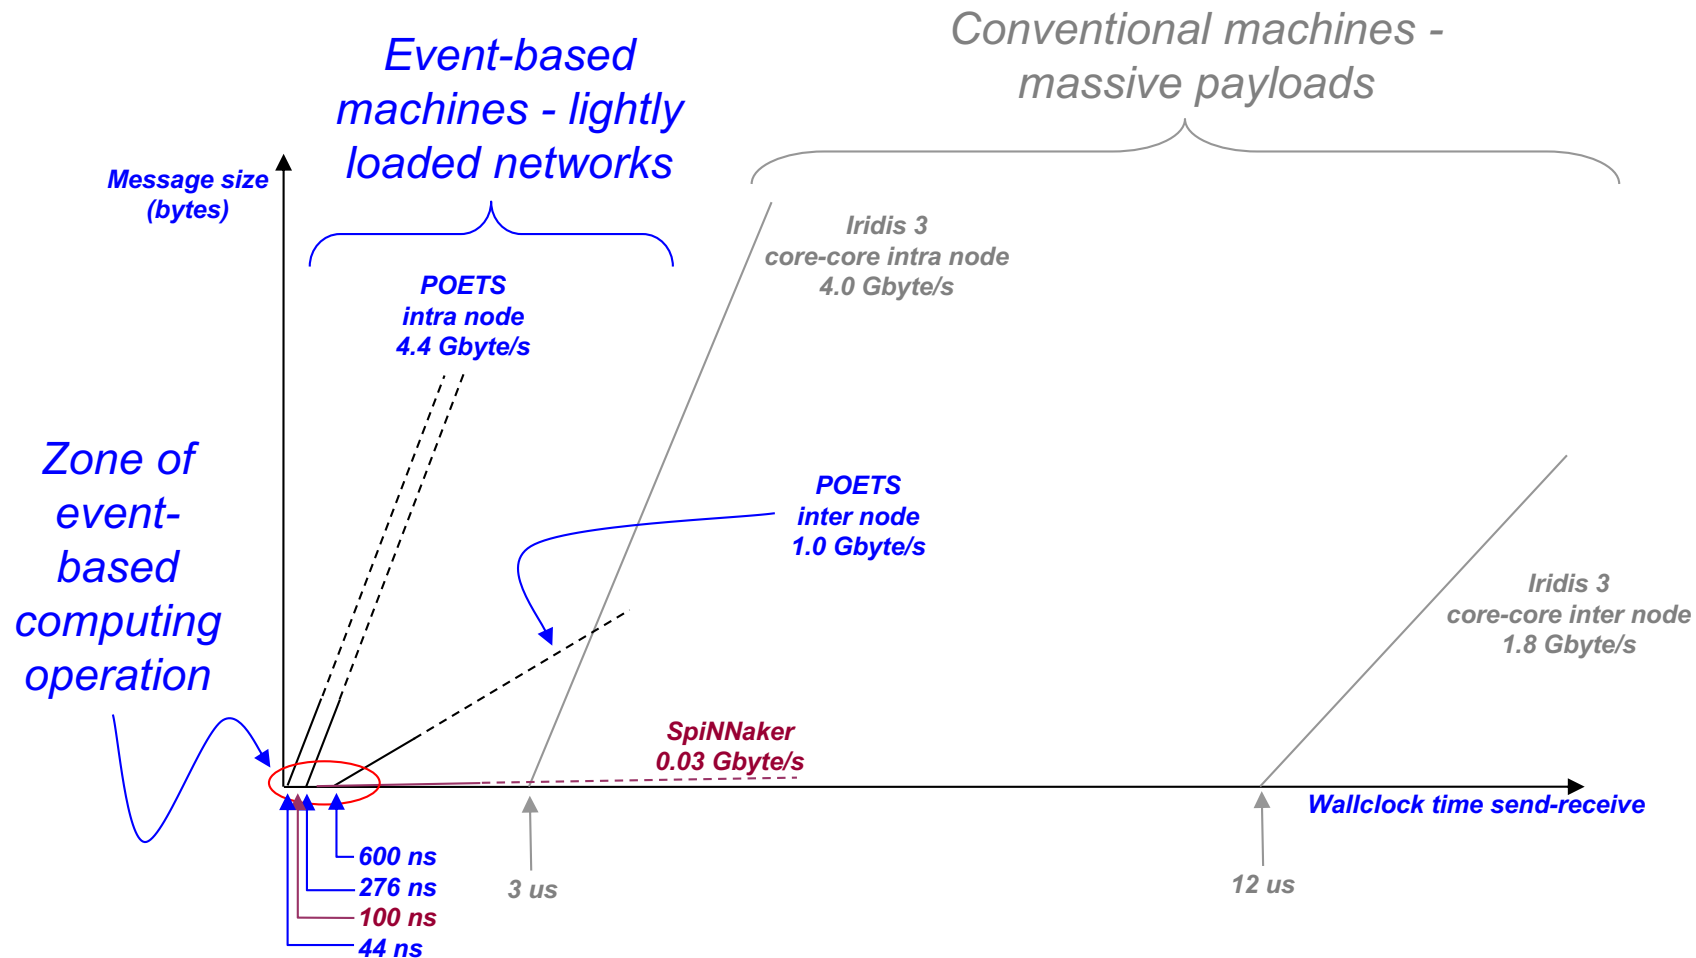 Conventional machines -
massive payloads
Event-based
machines - lightly
loaded networks
Message size
(bytes)
Iridis 3
core-core intra node
4.0 Gbyte/s
POETS
intra node
4.4 Gbyte/s
Zone of
event-
based
computing
operation
POETS
inter node
1.0 Gbyte/s
Iridis 3
core-core inter node
1.8 Gbyte/s
SpiNNaker
0.03 Gbyte/s
Wallclock time send-receive
600 ns
276 ns
100 ns
44 ns
3 us
12 us